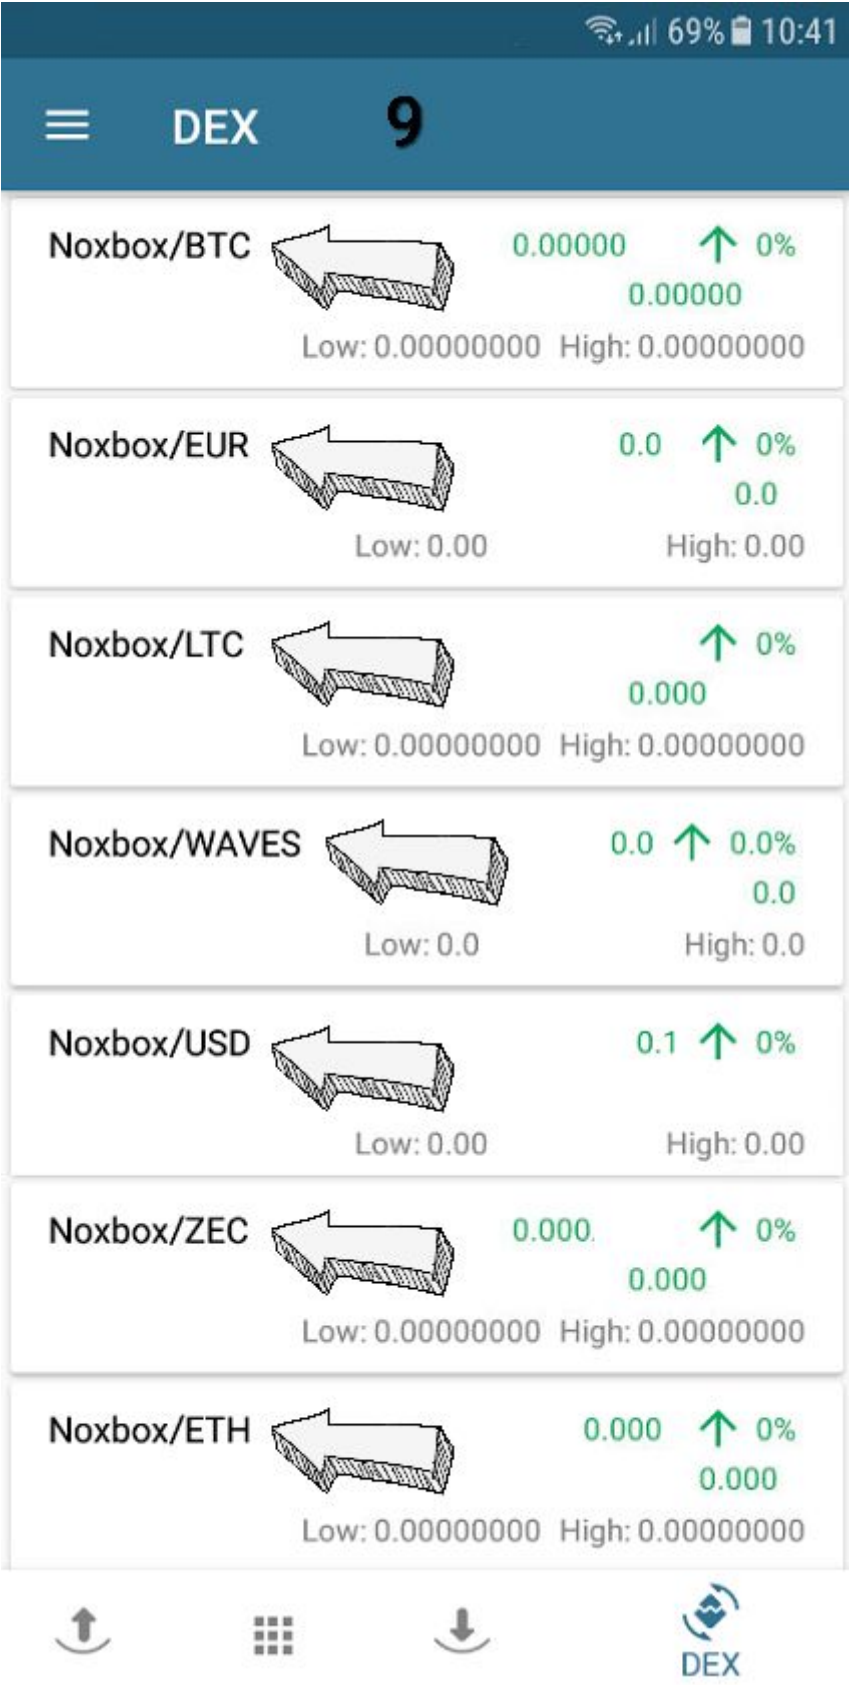 69% 10:41
DEX 9
Noxbox/BTC 0.00000 0%
0.00000
Low: 0.00000000 High: 0.00000000
Noxbox/EUR 0.0 0%
0.0
Low: 0.00 High: 0.00
Noxbox/LTC 0%
0.000
Low: 0.00000000 High: 0.00000000
Noxbox/WAVES 0.0 0.0%
0.0
Low: 0.0 High: 0.0
Noxbox/USD 0.1 0%
Low: 0.00 High: 0.00
Noxbox/ZEC 0.000. 0%
0.000
Low: 0.00000000 High: 0.00000000
Noxbox/ETH 0.000 0%
0.000
Low: 0.00000000 High: 0.00000000
DEX